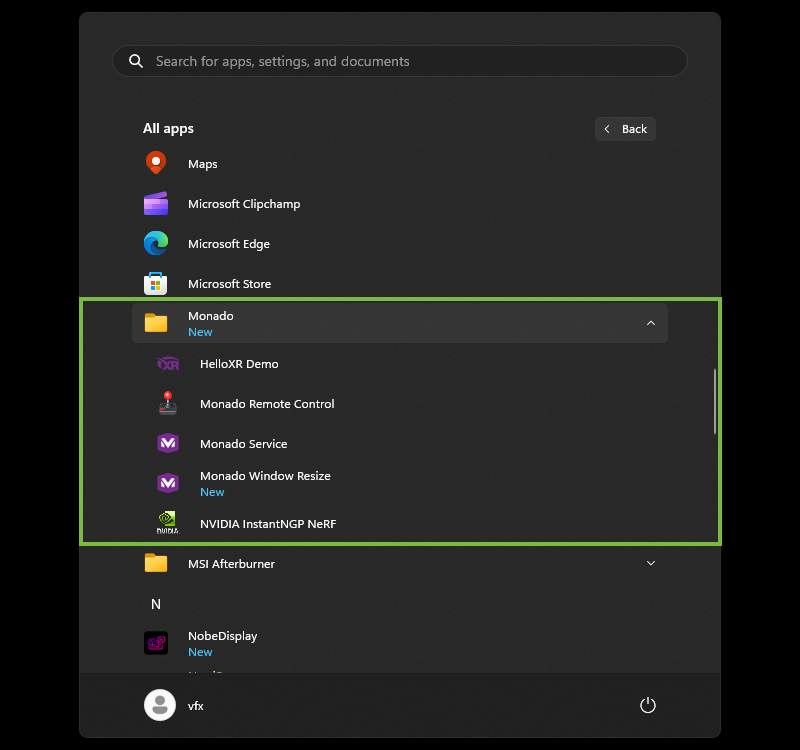 Search for apps, settings, and documents
All apps
Back
Maps
Microsoft Clipchamp
Microsoft Edge
Microsoft Store
Monado
New
HelloXR Demo
Monado Remote Control
Monado Service
Monado Window Resize
New
NVIDIA InstantNGP NeRF
MSI Afterburner
N
NobeDisplay
New
vfx